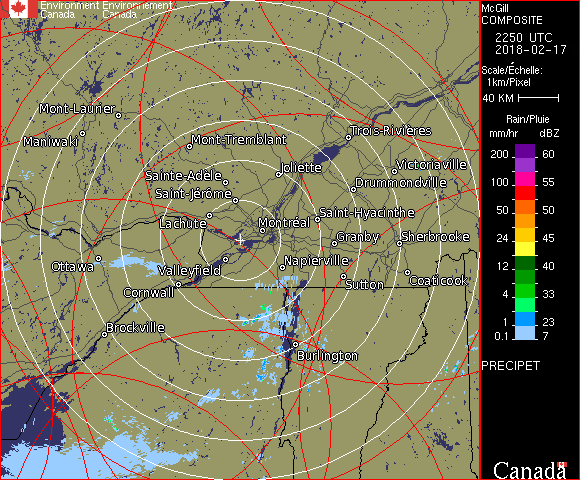 Environment Environnement
Canada Canada
McGill
COMPOSITE
2250 UTC
2018-02-17
Scale/Échelle:
1km/Pixel
40 KM
Rain/Pluie
mm/hr dBZ
200 60
100 55
50 50
24 45
12 40
4 33
1 23
0.1 7
PRECIPET
Canada
Mont-Laurier
Maniwaki
Mont-Tremblant
Trois-Rivières
Joliette
Victoriaville
Sainte-Adèle
Drummondville
Saint-Jérôme
Saint-Hyacinthe
Lachute
Montréal
Granby
Sherbrooke
Ottawa
Valleyfield
Napierville
Sutton
Coaticook
Cornwall
Brockville
Burlington